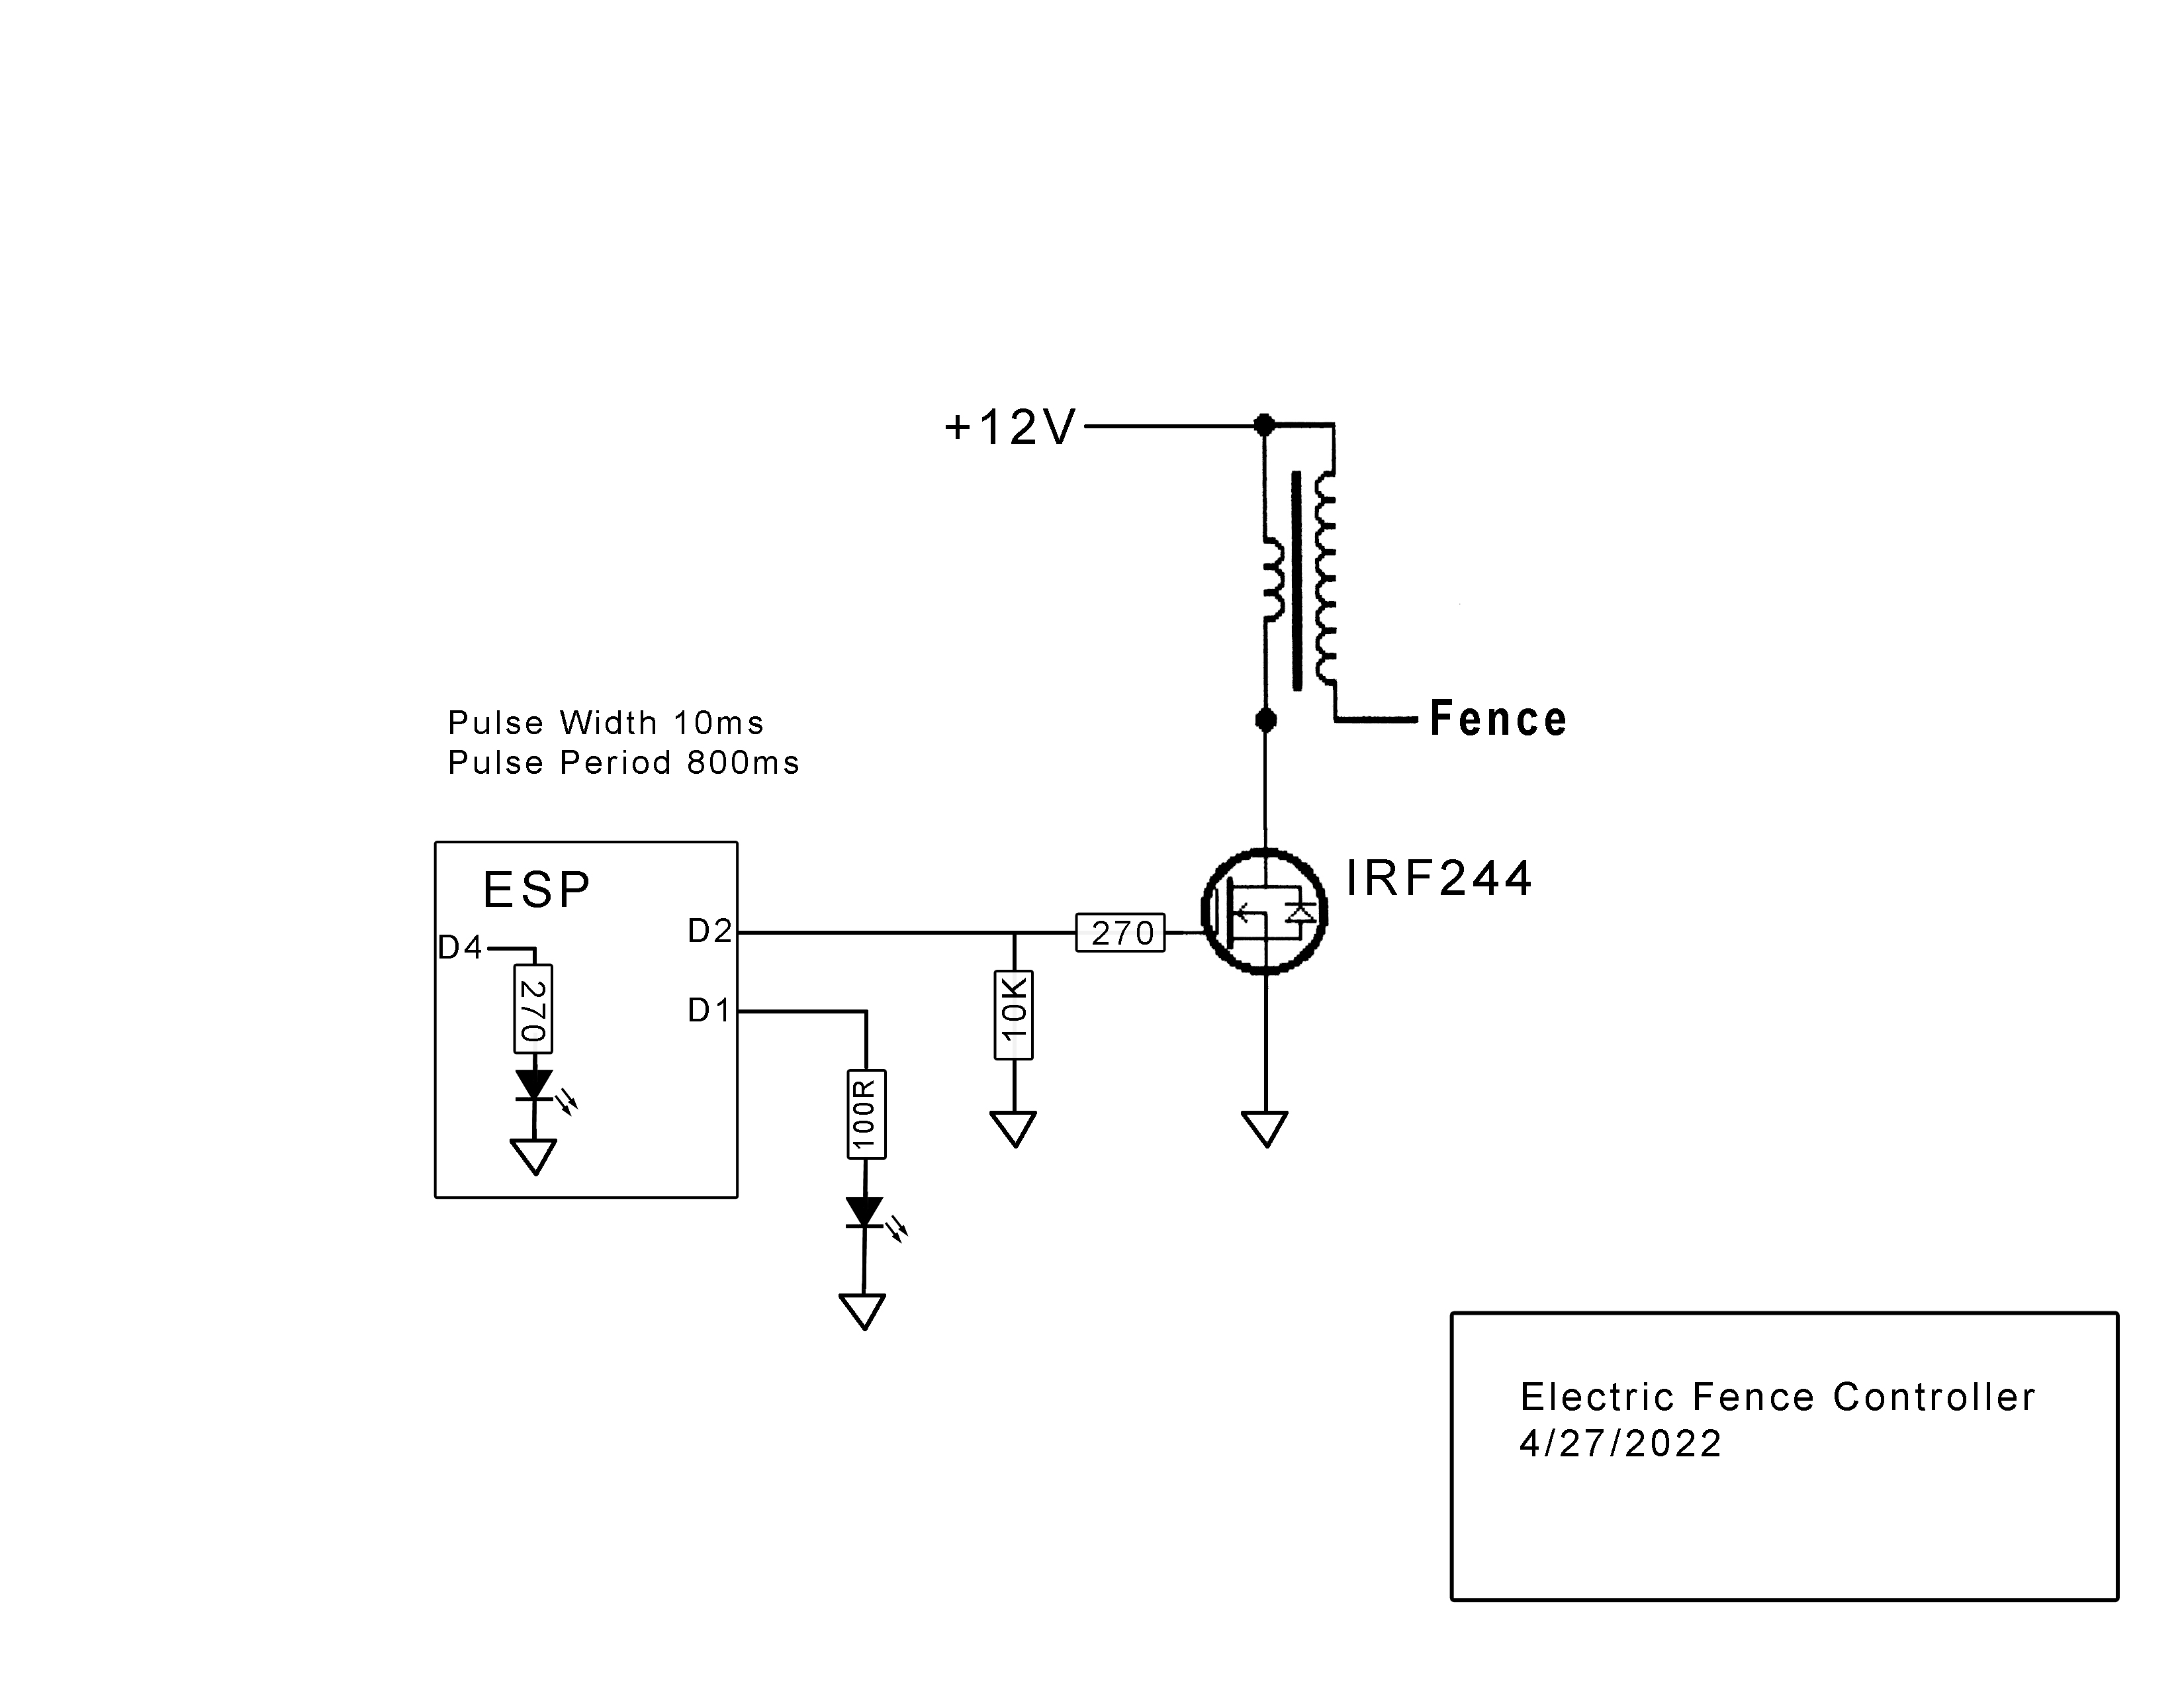 +12V
Fence
Pulse Width 10ms
Pulse Period 800ms
ESP
IRF244
D2
270
D4
270
10K
D1
100R
Electric Fence Controller
4/27/2022